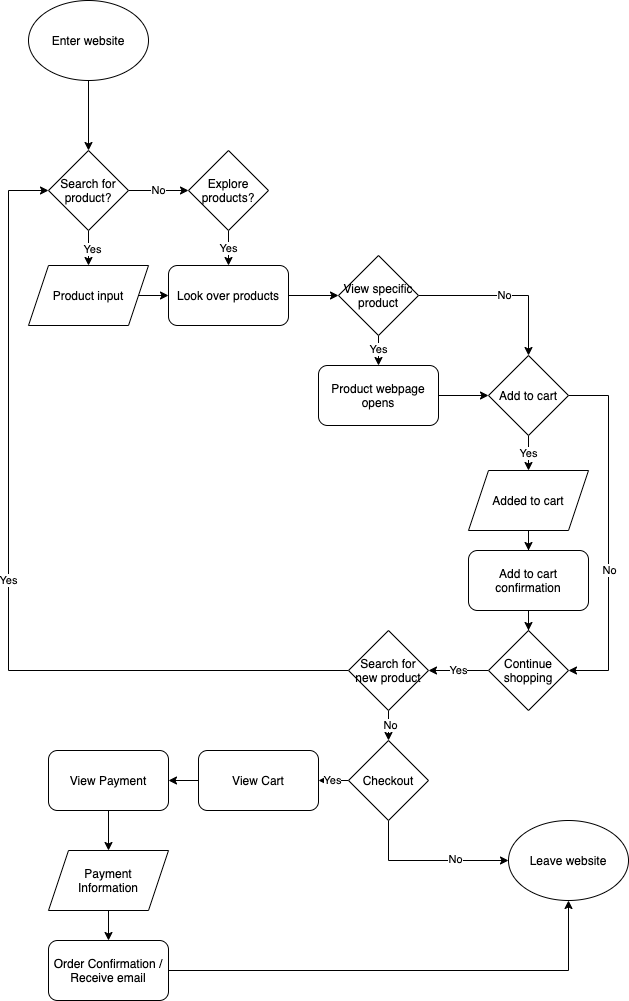 Enter website
Search for
product?
No
Explore
products?
Yes
Yes
Product input
Look over products
View specific
product
No
Yes
Product webpage
opens
Add to cart
Yes
Added to cart
Add to cart
confirmation
No
Yes
Search for
new product
Yes
Continue
shopping
No
View Payment
View Cart
Yes
Checkout
No
Leave website
Payment
Information
Order Confirmation /
Receive email